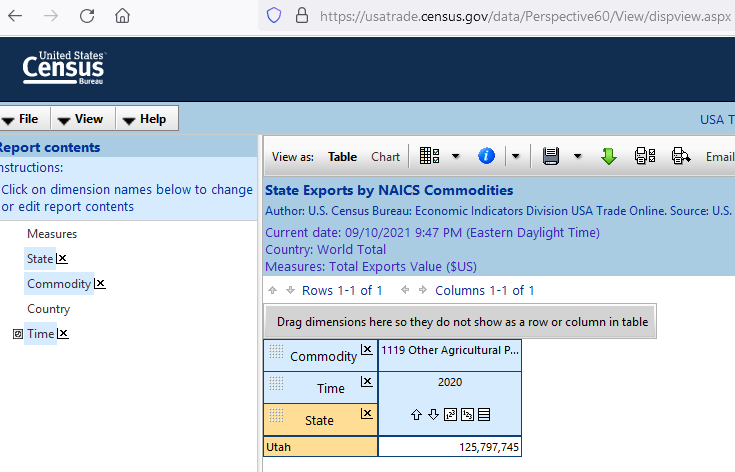 https://usatrade.census.gov/data/Perspective60/View/dispview.aspx
United States
Census
Bureau
File View Help
USA T
Report contents
nstructions:
Click on dimension names below to change
or edit report contents
Measures
State
Commodity
Country
Time
View as: Table Chart Email
State Exports by NAICS Commodities
Author: U.S. Census Bureau: Economic Indicators Division USA Trade Online. Source: U.S.
Current date: 09/10/2021 9:47 PM (Eastern Daylight Time)
Country: World Total
Measures: Total Exports Value ($US)
Rows 1-1 of 1 Columns 1-1 of 1
Drag dimensions here so they do not show as a row or column in table
Commodity 1119 Other Agricultural P...
Time 2020
State
Utah 125,797,745